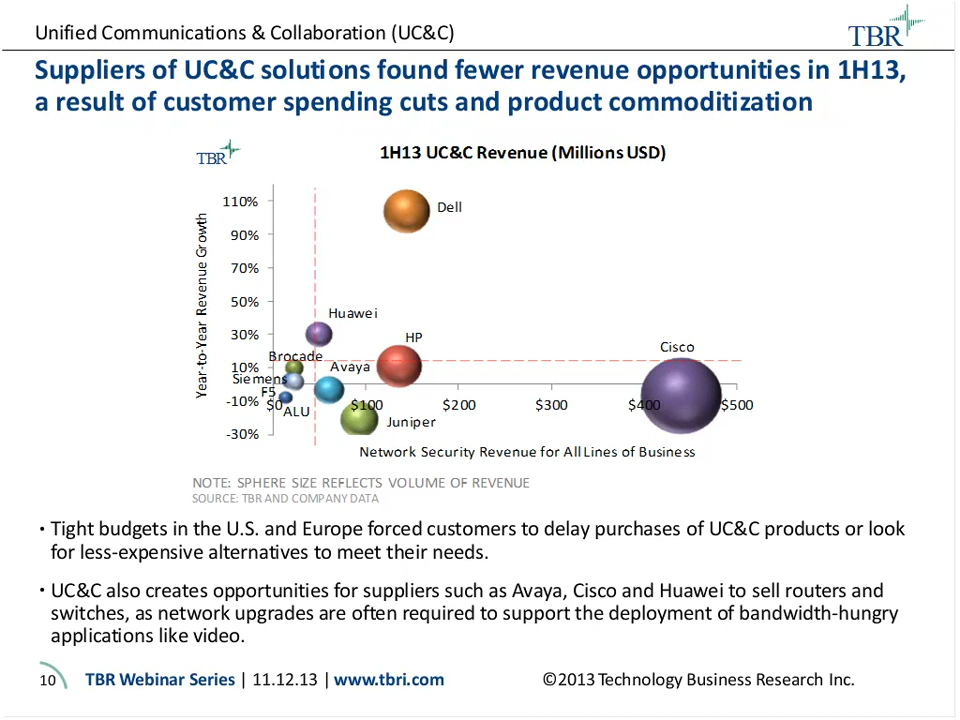 Unified Communications & Collaboration (UC&C)
TBR
Suppliers of UC&C solutions found fewer revenue opportunities in 1H13,
a result of customer spending cuts and product commoditization
TBR
1H13 UC&C Revenue (Millions USD)
Year-to-Year Revenue Growth
110%
90%
70%
50%
30%
10%
-10%
-30%
Dell
Huawei
HP
Cisco
Brocade
Avaya
Siemens
F5
ALU
Juniper
$0
$100
$200
$300
$400
$500
Network Security Revenue for All Lines of Business
NOTE: SPHERE SIZE REFLECTS VOLUME OF REVENUE
SOURCE: TBR AND COMPANY DATA
• Tight budgets in the U.S. and Europe forced customers to delay purchases of UC&C products or look
for less-expensive alternatives to meet their needs.
• UC&C also creates opportunities for suppliers such as Avaya, Cisco and Huawei to sell routers and
switches, as network upgrades are often required to support the deployment of bandwidth-hungry
applications like video.
10 TBR Webinar Series | 11.12.13 | www.tbri.com ©2013 Technology Business Research Inc.